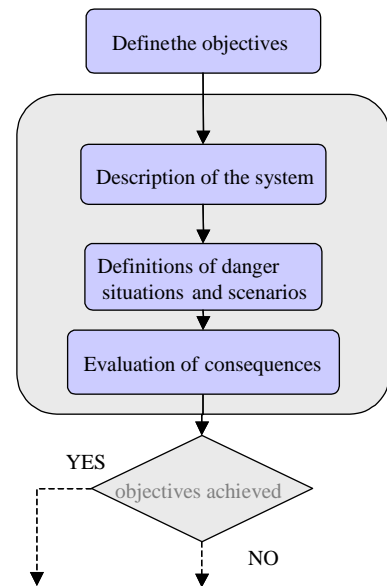 Definethe objectives
Description of the system
Definitions of danger
situations and scenarios
Evaluation of consequences
YES
objectives achieved
NO